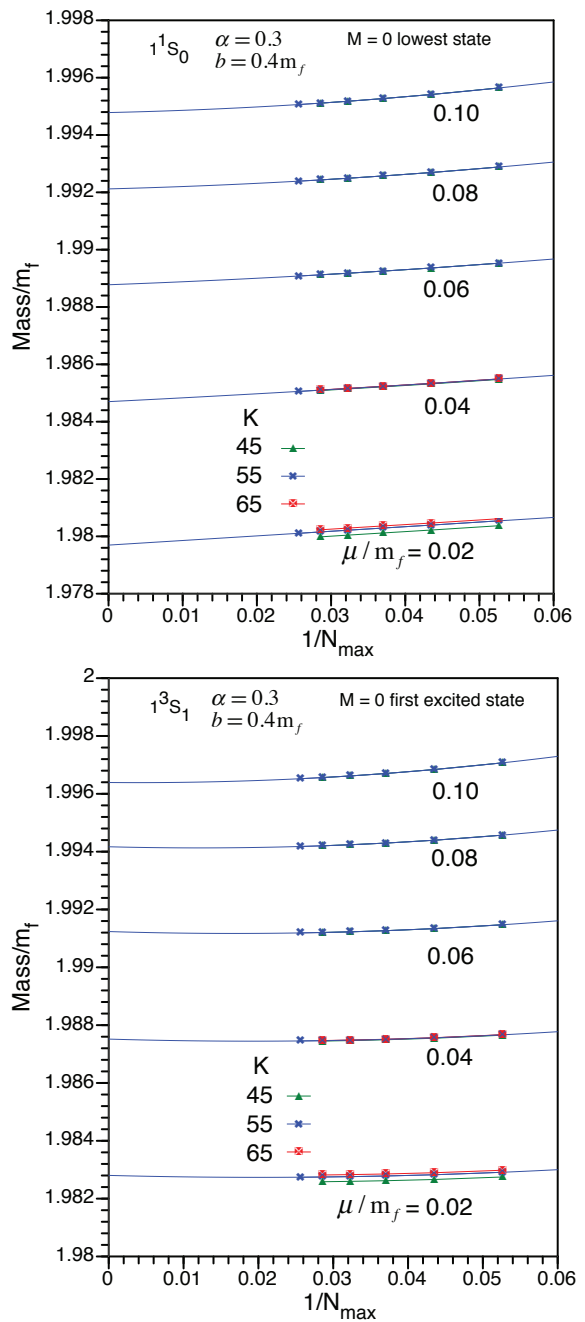 1.998
1¹S₀ α = 0.3 M = 0 lowest state
b = 0.4m_f
1.996
0.10
1.994
0.08
1.992
1.99
0.06
1.988
1.986
0.04
1.984
K
45
55
65
1.982
1.98
μ/m_f = 0.02
1.978
0 0.01 0.02 0.03 0.04 0.05 0.06
1/N_max
Mass/m_f
2
1³S₁ α = 0.3 M = 0 first excited state
b = 0.4m_f
1.998
1.996
0.10
1.994
0.08
1.992
0.06
1.99
1.988
0.04
1.986
K
45
55
65
1.984
1.982
μ/m_f = 0.02
1.98
0 0.01 0.02 0.03 0.04 0.05 0.06
1/N_max
Mass/m_f